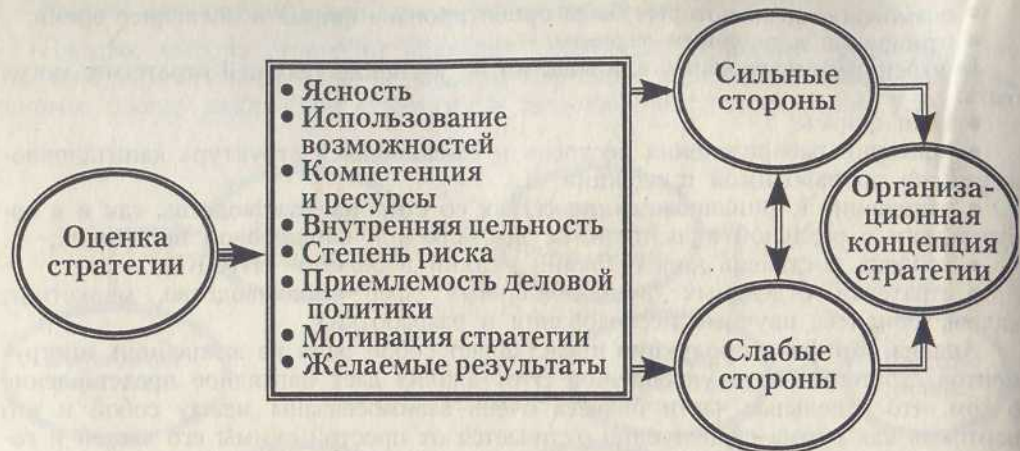 Оценка
стратегии
• Ясность
• Использование
возможностей
• Компетенция
и ресурсы
• Внутренняя цельность
• Степень риска
• Приемлемость деловой
политики
• Мотивация стратегии
• Желаемые результаты
Сильные
стороны
Слабые
стороны
Организа-
ционная
концепция
стратегии